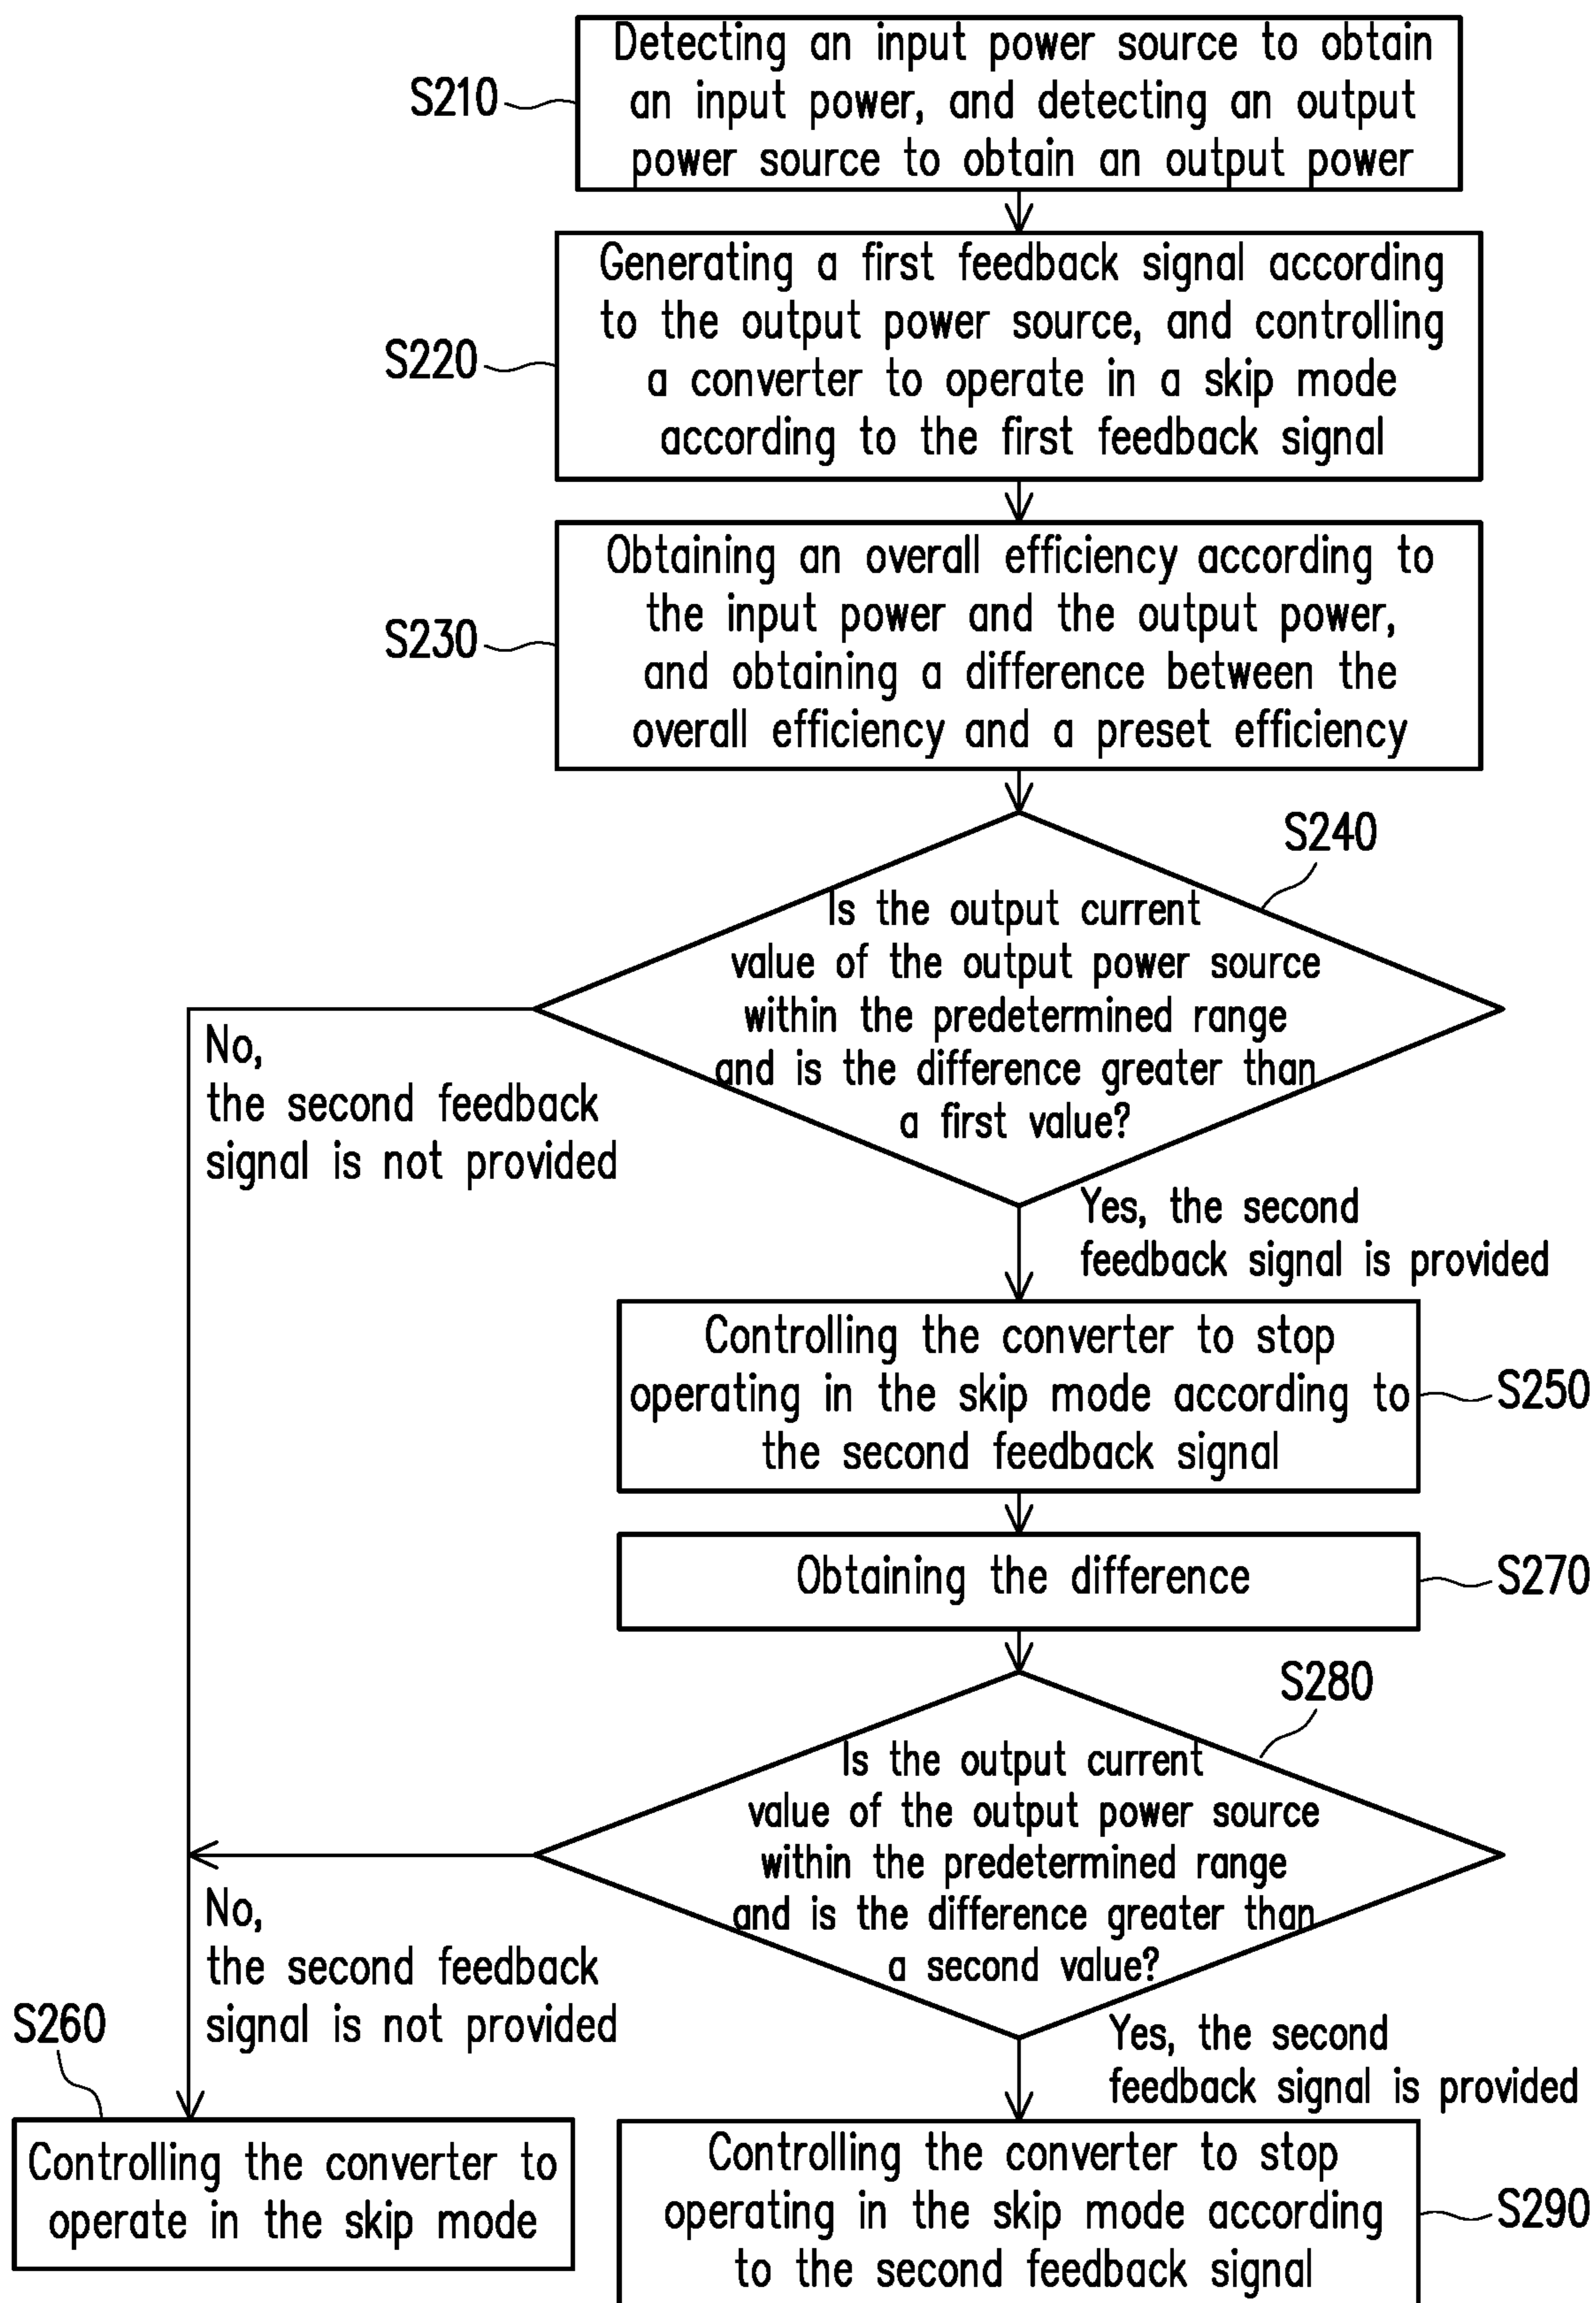 S210
Detecting an input power source to obtain
an input power, and detecting an output
power source to obtain an output power
S220
Generating a first feedback signal according
to the output power source, and controlling
a converter to operate in a skip mode
according to the first feedback signal
S230
Obtaining an overall efficiency according to
the input power and the output power,
and obtaining a difference between the
overall efficiency and a preset efficiency
S240
Is the output current
value of the output power source
within the predetermined range
and is the difference greater than
a first value?
No,
the second feedback
signal is not provided
Yes, the second
feedback signal is provided
Controlling the converter to stop
operating in the skip mode according to
the second feedback signal
S250
Obtaining the difference
S270
S280
Is the output current
value of the output power source
within the predetermined range
and is the difference greater than
a second value?
No,
the second feedback
signal is not provided
Yes, the second
feedback signal is provided
S260
Controlling the converter to
operate in the skip mode
Controlling the converter to stop
operating in the skip mode according
to the second feedback signal
S290